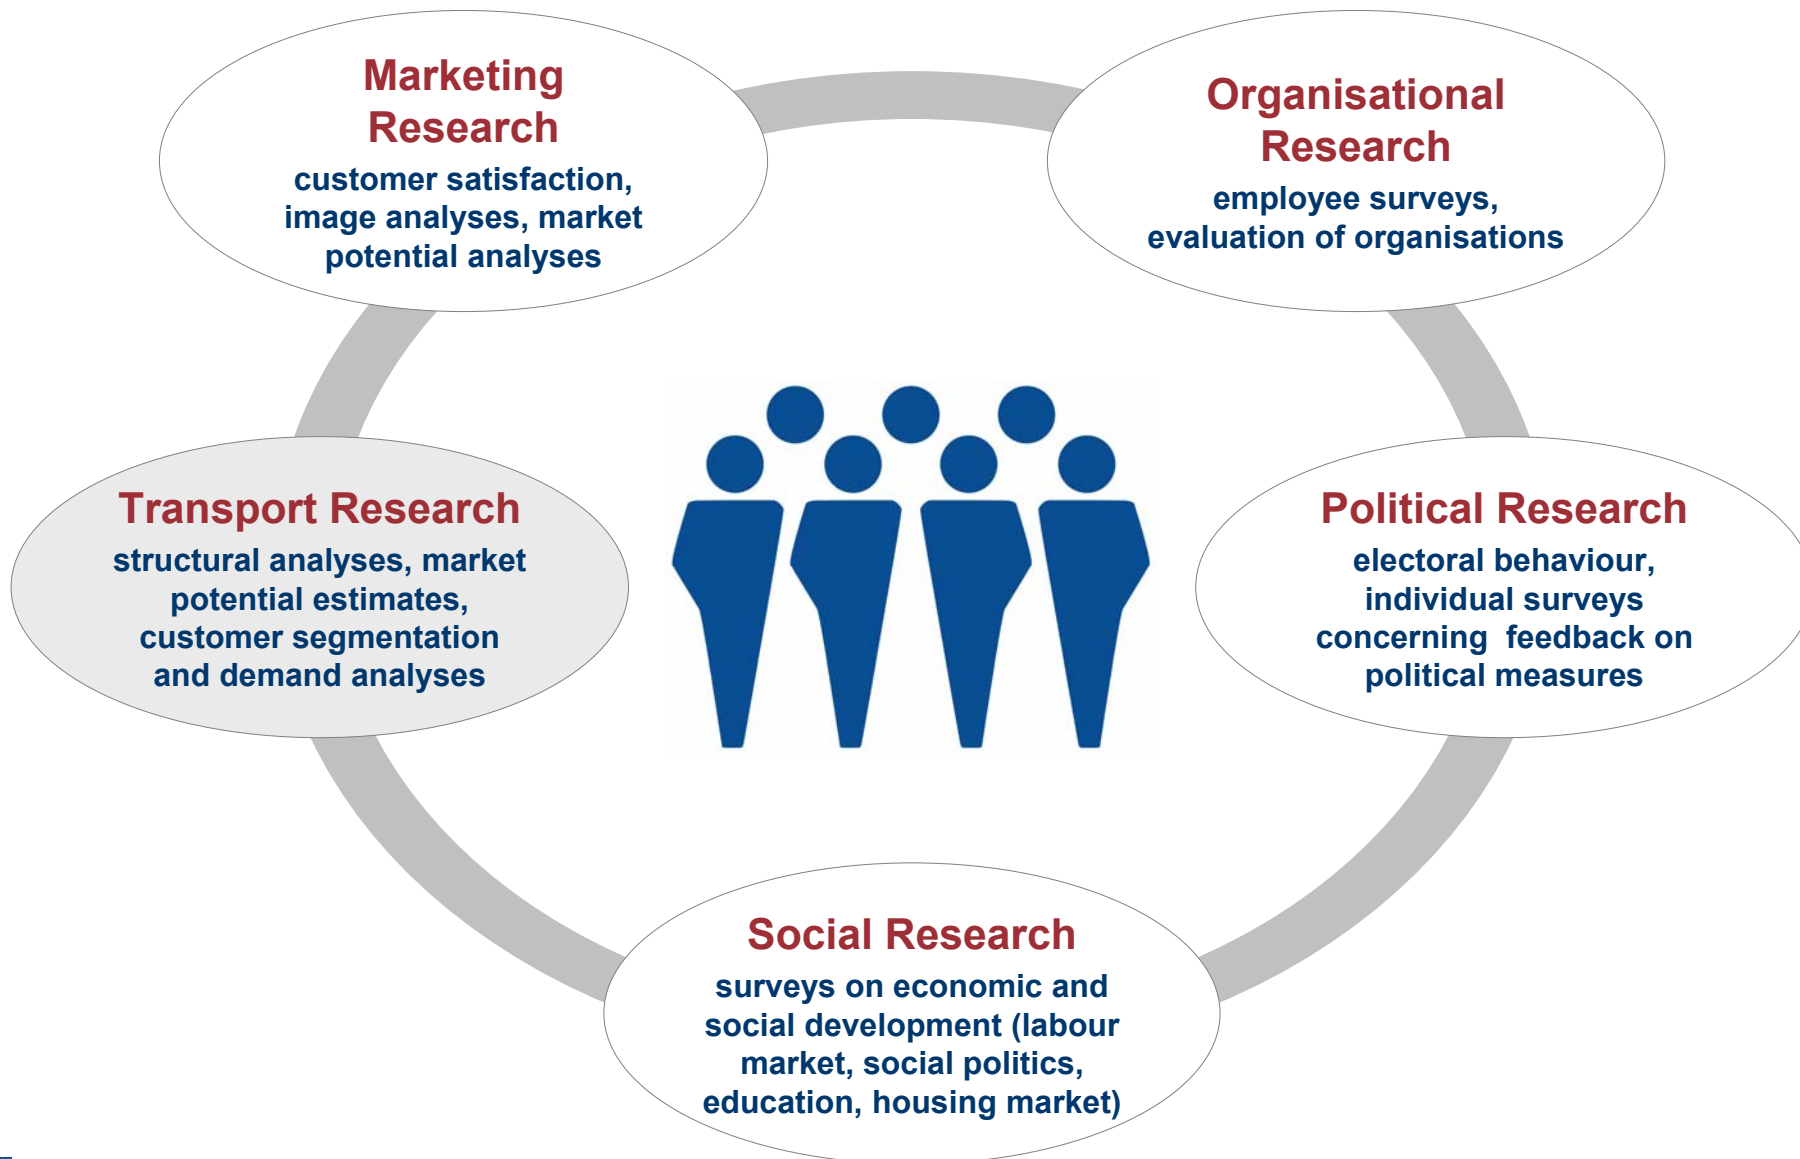 Marketing
Research
customer satisfaction,
image analyses, market
potential analyses
Organisational
Research
employee surveys,
evaluation of organisations
Transport Research
structural analyses, market
potential estimates,
customer segmentation
and demand analyses
Political Research
electoral behaviour,
individual surveys
concerning  feedback on
political measures
Social Research
surveys on economic and
social development (labour
market, social politics,
education, housing market)